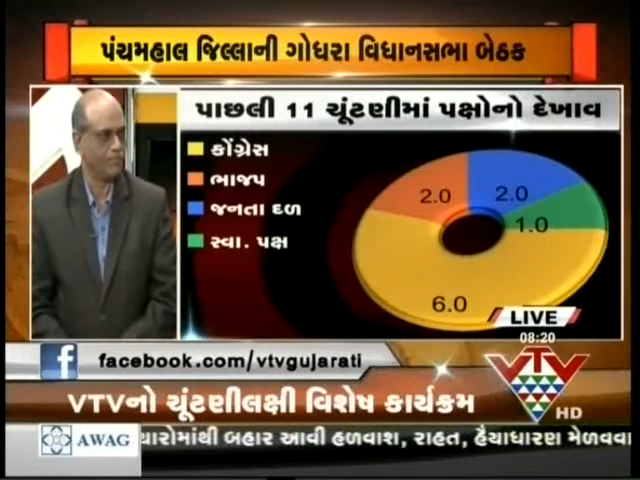 પંચમહાલ જિલ્લાની ગોધરા વિધાનસભા બેઠક
પાછલી 11 ચૂંટણીમાં પક્ષોનો દેખાવ
કોંગ્રેસ
ભાજપ
જનતા દળ
સ્વા. પક્ષ
2.0
2.0
1.0
6.0
LIVE
08:20
f facebook.com/vtvgujarati
VTV
HD
VTVનો ચૂંટણીલક્ષી વિશેષ કાર્યક્રમ
AWAG
ચારોમાંથી બહાર આવી હળવાશ, રાહત, હૈયાધારણ મેળવવા